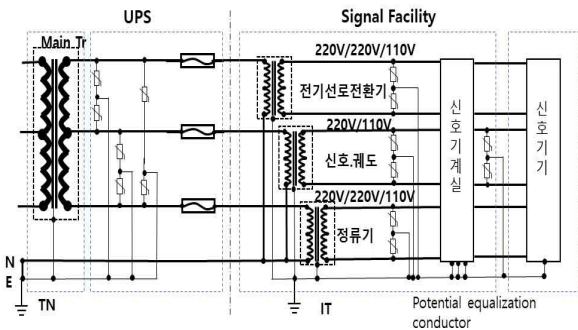 UPS
Signal Facility
Main Tr
220V/220V/110V
전기선로전환기
220V/110V
신호.궤도
220V/220V/110V
정류기
신호기계실
신호기기
N
E
TN
IT
Potential equalization
conductor